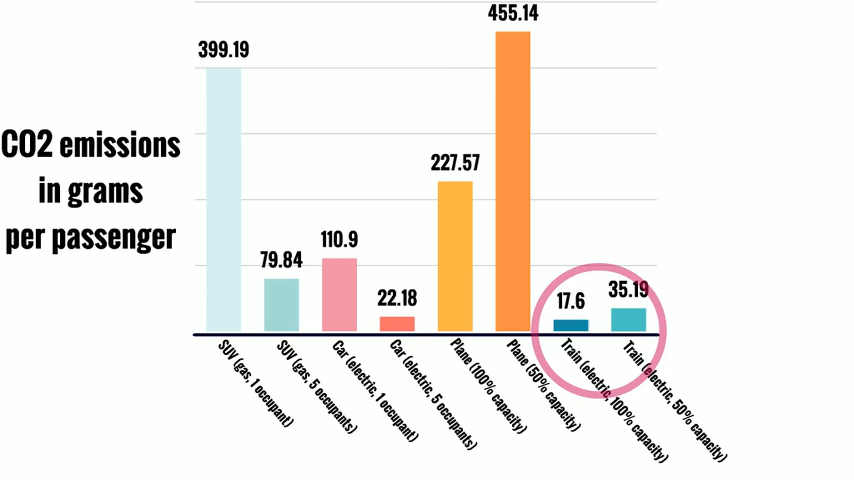 455.14
399.19
CO2 emissions
in grams
per passenger
227.57
110.9
79.84
22.18
17.6
35.19
SUV (gas, 1 occupant)
SUV (gas, 5 occupants)
Car (electric, 1 occupant)
Car (electric, 5 occupants)
Plane (100% capacity)
Plane (50% capacity)
Train (electric, 100% capacity)
Train (electric, 50% capacity)